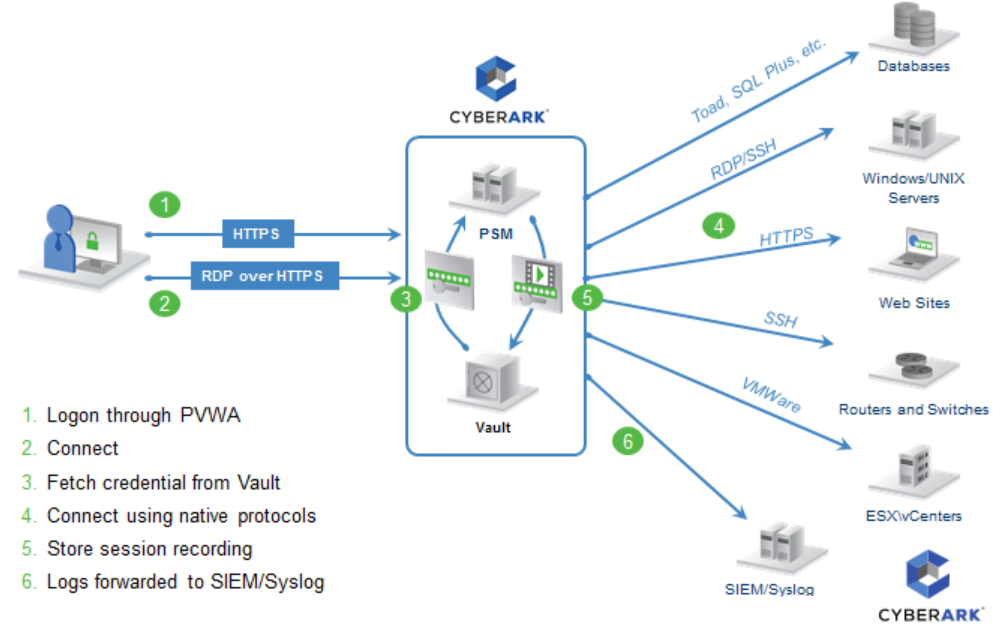 CYBERARK
Databases
Toad, SQL Plus, etc.
RDP/SSH
Windows/UNIX
Servers
1
HTTPS
PSM
4
HTTPS
RDP over HTTPS
2
3
5
Web Sites
SSH
VMWare
Routers and Switches
Vault
6
ESX\vCenters
SIEM/Syslog
1. Logon through PVWA
2. Connect
3. Fetch credential from Vault
4. Connect using native protocols
5. Store session recording
6. Logs forwarded to SIEM/Syslog
CYBERARK